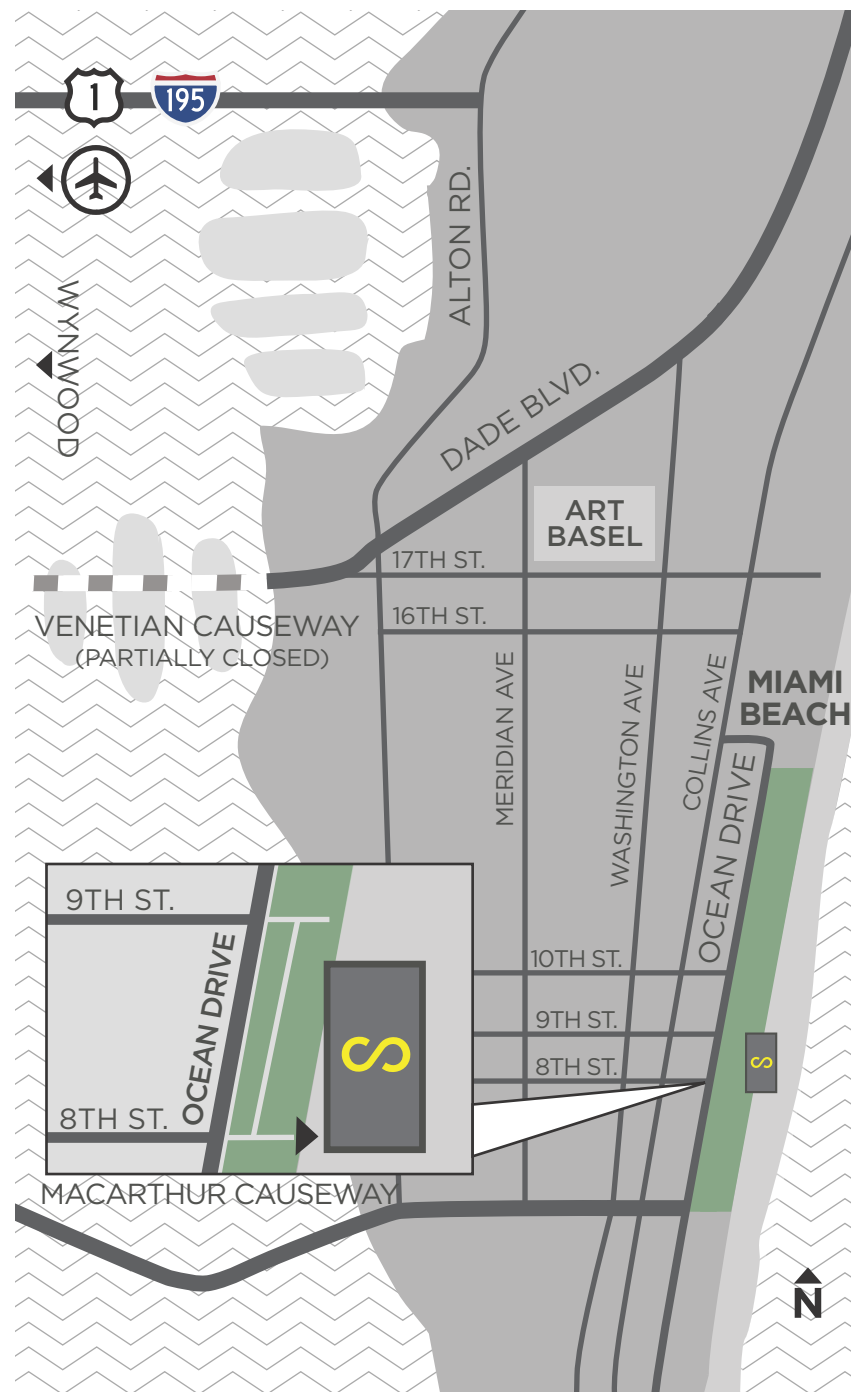 1
195
ALTON RD.
WYNWOOD
DADE BLVD.
ART
BASEL
17TH ST.
16TH ST.
VENETIAN CAUSEWAY
(PARTIALLY CLOSED)
MERIDIAN AVE
WASHINGTON AVE
COLLINS AVE
MIAMI
BEACH
OCEAN DRIVE
9TH ST.
OCEAN DRIVE
8TH ST.
S
10TH ST.
9TH ST.
8TH ST.
S
MACARTHUR CAUSEWAY
N